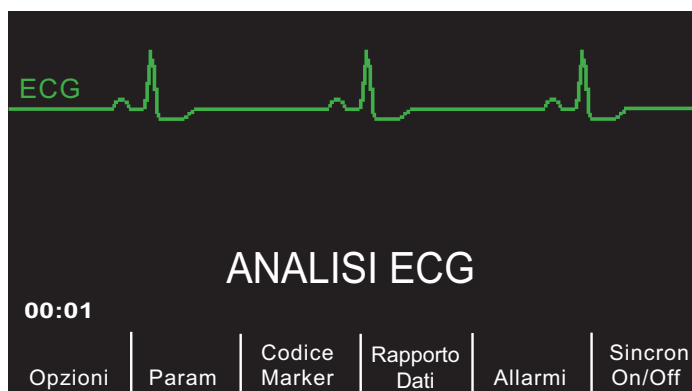 ECG
ANALISI ECG
00:01
Opzioni
Param
Codice
Marker
Rapporto
Dati
Allarmi
Sincron
On/Off